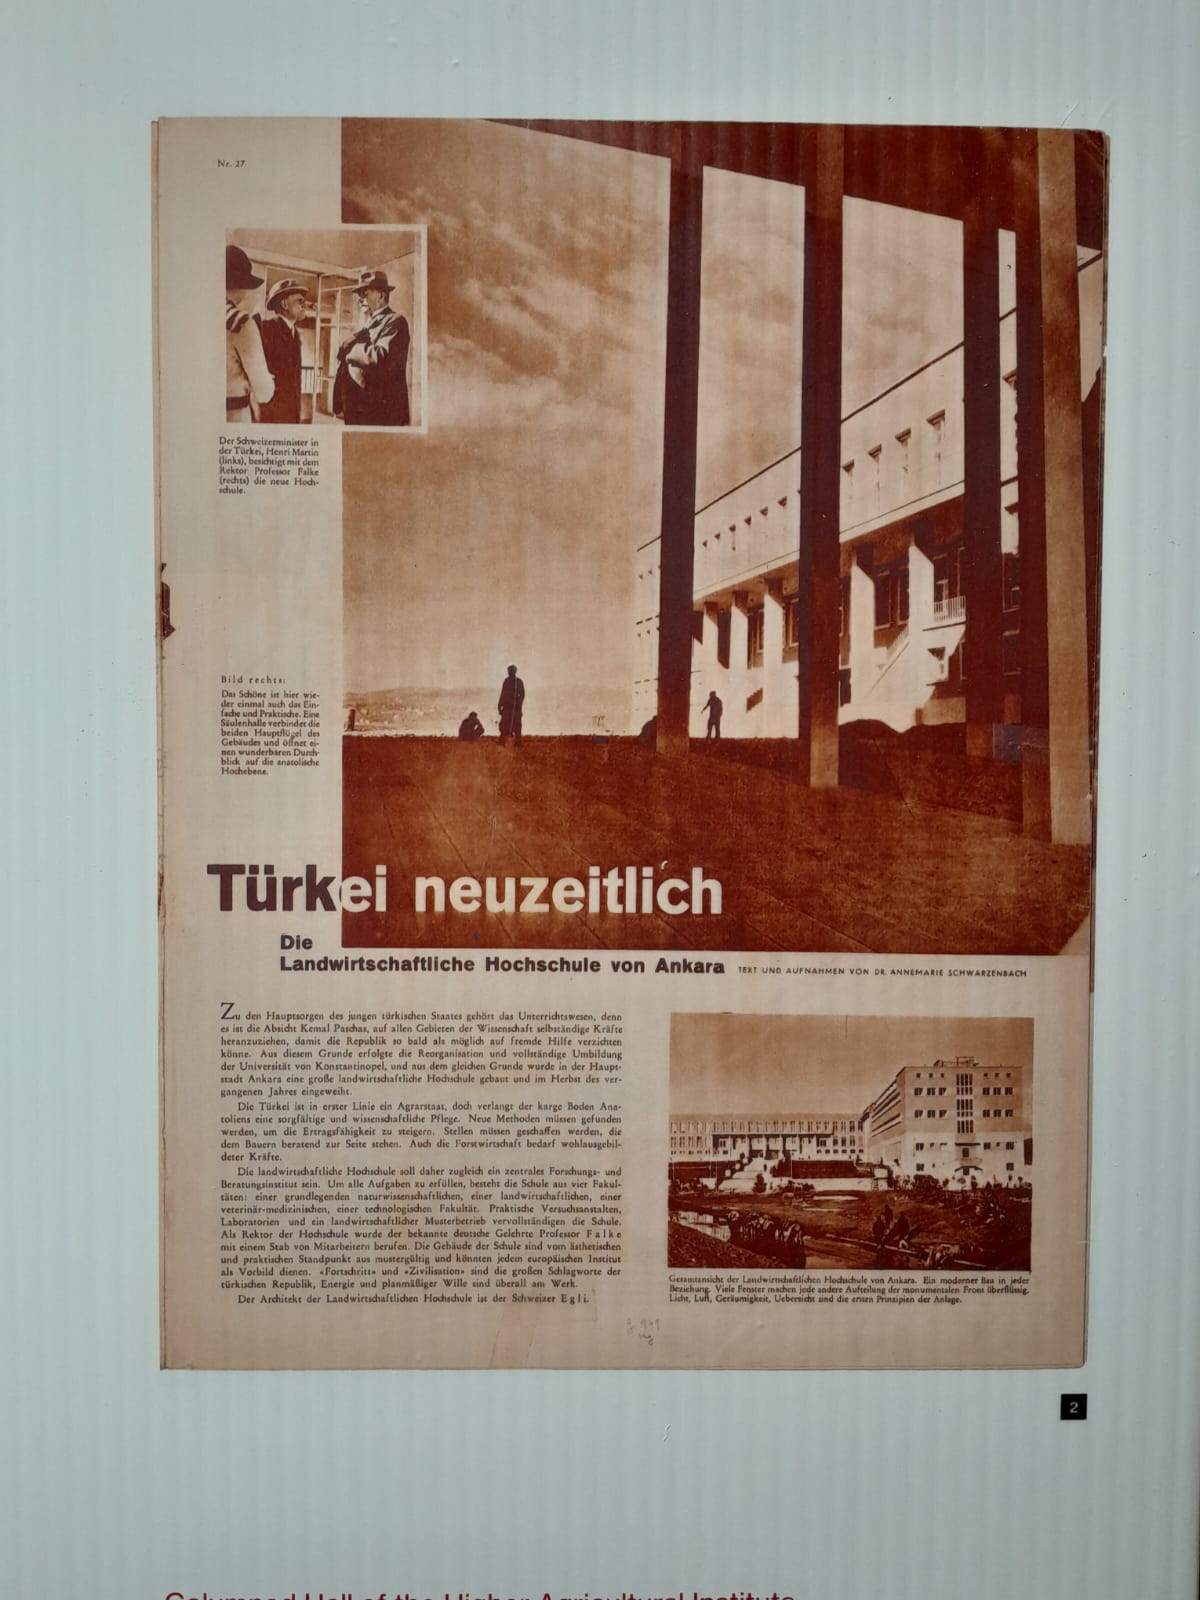 Nr. 27
Der Schweizerminister in
der Türkei, Henri Martin
(links), besichtigt mit dem
Rektor Professor Falke
(rechts) die neue Hoch-
schule.
Bild rechts:
Das Schöne ist hier wie-
der einmal auch das Ein-
fache und Praktische. Eine
Säulenhalle verbindet die
beiden Hauptflügel des
Gebäudes und öffnet ei-
nen wunderbaren Durch-
blick auf die anatolische
Hochebene.
Türkei neuzeitlich
Die
Landwirtschaftliche Hochschule von Ankara TEXT UND AUFNAHMEN VON DR. ANNEMARIE SCHWARZENBACH
Zu den Hauptsorgen des jungen türkischen Staates gehört das Unterrichtswesen, denn
es ist die Absicht Kemal Paschas, auf allen Gebieten der Wissenschaft selbständige Kräfte
heranzuziehen, damit die Republik so bald als möglich auf fremde Hilfe verzichten
könne. Aus diesem Grunde erfolgte die Reorganisation und vollständige Umbildung
der Universität von Konstantinopel, und aus dem gleichen Grunde wurde in der Haupt-
stadt Ankara eine große landwirtschaftliche Hochschule gebaut und im Herbst des ver-
gangenen Jahres eingeweiht.
Die Türkei ist in erster Linie ein Agrarstaat, doch verlangt der karge Boden Ana-
toliens eine sorgfältige und wissenschaftliche Pflege. Neue Methoden müssen gefunden
werden, um die Ertragsfähigkeit zu steigern. Stellen müssen geschaffen werden, die
dem Bauern beratend zur Seite stehen. Auch die Forstwirtschaft bedarf wohlausgebil-
deter Kräfte.
Die landwirtschaftliche Hochschule soll daher zugleich ein zentrales Forschungs- und
Beratungsinstitut sein. Um alle Aufgaben zu erfüllen, besteht die Schule aus vier Fakul-
täten: einer grundlegenden naturwissenschaftlichen, einer landwirtschaftlichen, einer
veterinär-medizinischen, einer technologischen Fakultät. Praktische Versuchsanstalten,
Laboratorien und ein landwirtschaftlicher Musterbetrieb vervollständigen die Schule.
Als Rektor der Hochschule wurde der bekannte deutsche Gelehrte Professor Falke
mit einem Stab von Mitarbeitern berufen. Die Gebäude der Schule sind vom ästhetischen
und praktischen Standpunkt aus mustergültig und könnten jedem europäischen Institut
als Vorbild dienen. «Fortschritt» und «Zivilisation» sind die großen Schlagworte der
türkischen Republik, Energie und planmäßiger Wille sind überall am Werk.
Der Architekt der Landwirtschaftlichen Hochschule ist der Schweizer Egli.
Gesamtansicht der Landwirtschaftlichen Hochschule von Ankara. Ein moderner Bau in jeder
Beziehung. Viele Fenster machen jede andere Aufteilung der monumentalen Front überflüssig.
Licht, Luft, Geräumigkeit, Uebersicht und die ersten Prinzipien der Anlage.
2
Columned Hall of the Higher Agricultural Institute